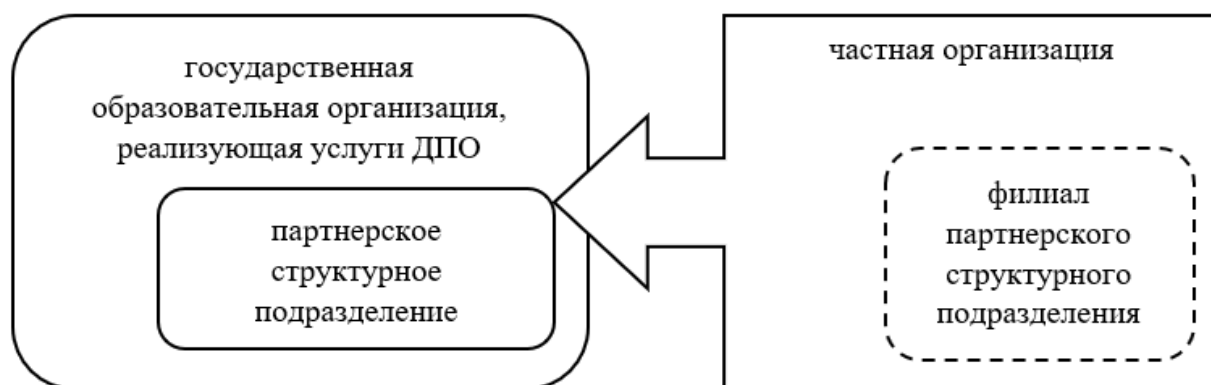 государственная
образовательная организация,
реализующая услуги ДПО
партнерское
структурное
подразделение
частная организация
филиал
партнерского
структурного
подразделения